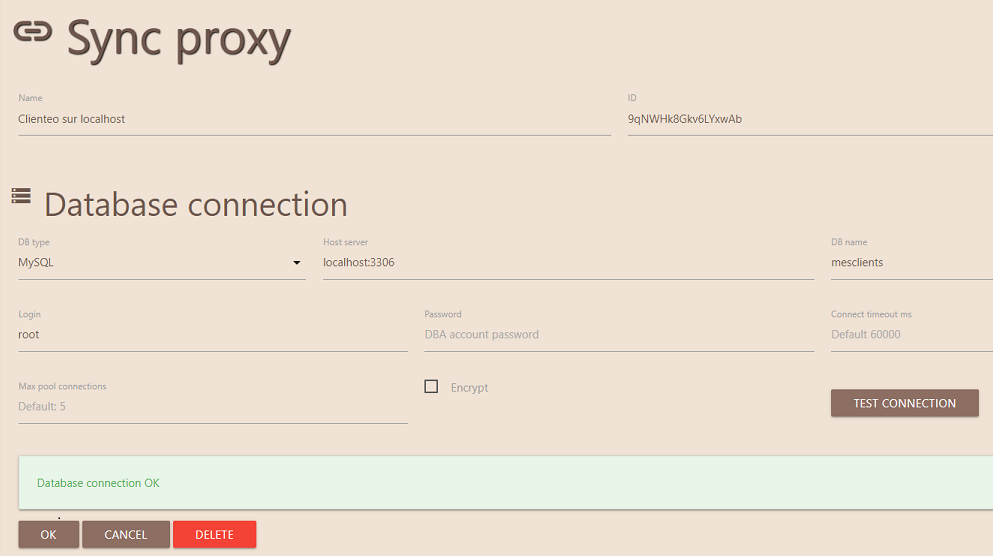 Sync proxy
Name ID
Clienteo sur localhost 9qNWHk8Gkv6LYxwAb
Database connection
DB type Host server DB name
MySQL localhost:3306 mesclients
Login Password Connect timeout ms
root DBA account password Default 60000
Max pool connections
Encrypt
Default: 5 TEST CONNECTION
Database connection OK
OK CANCEL DELETE